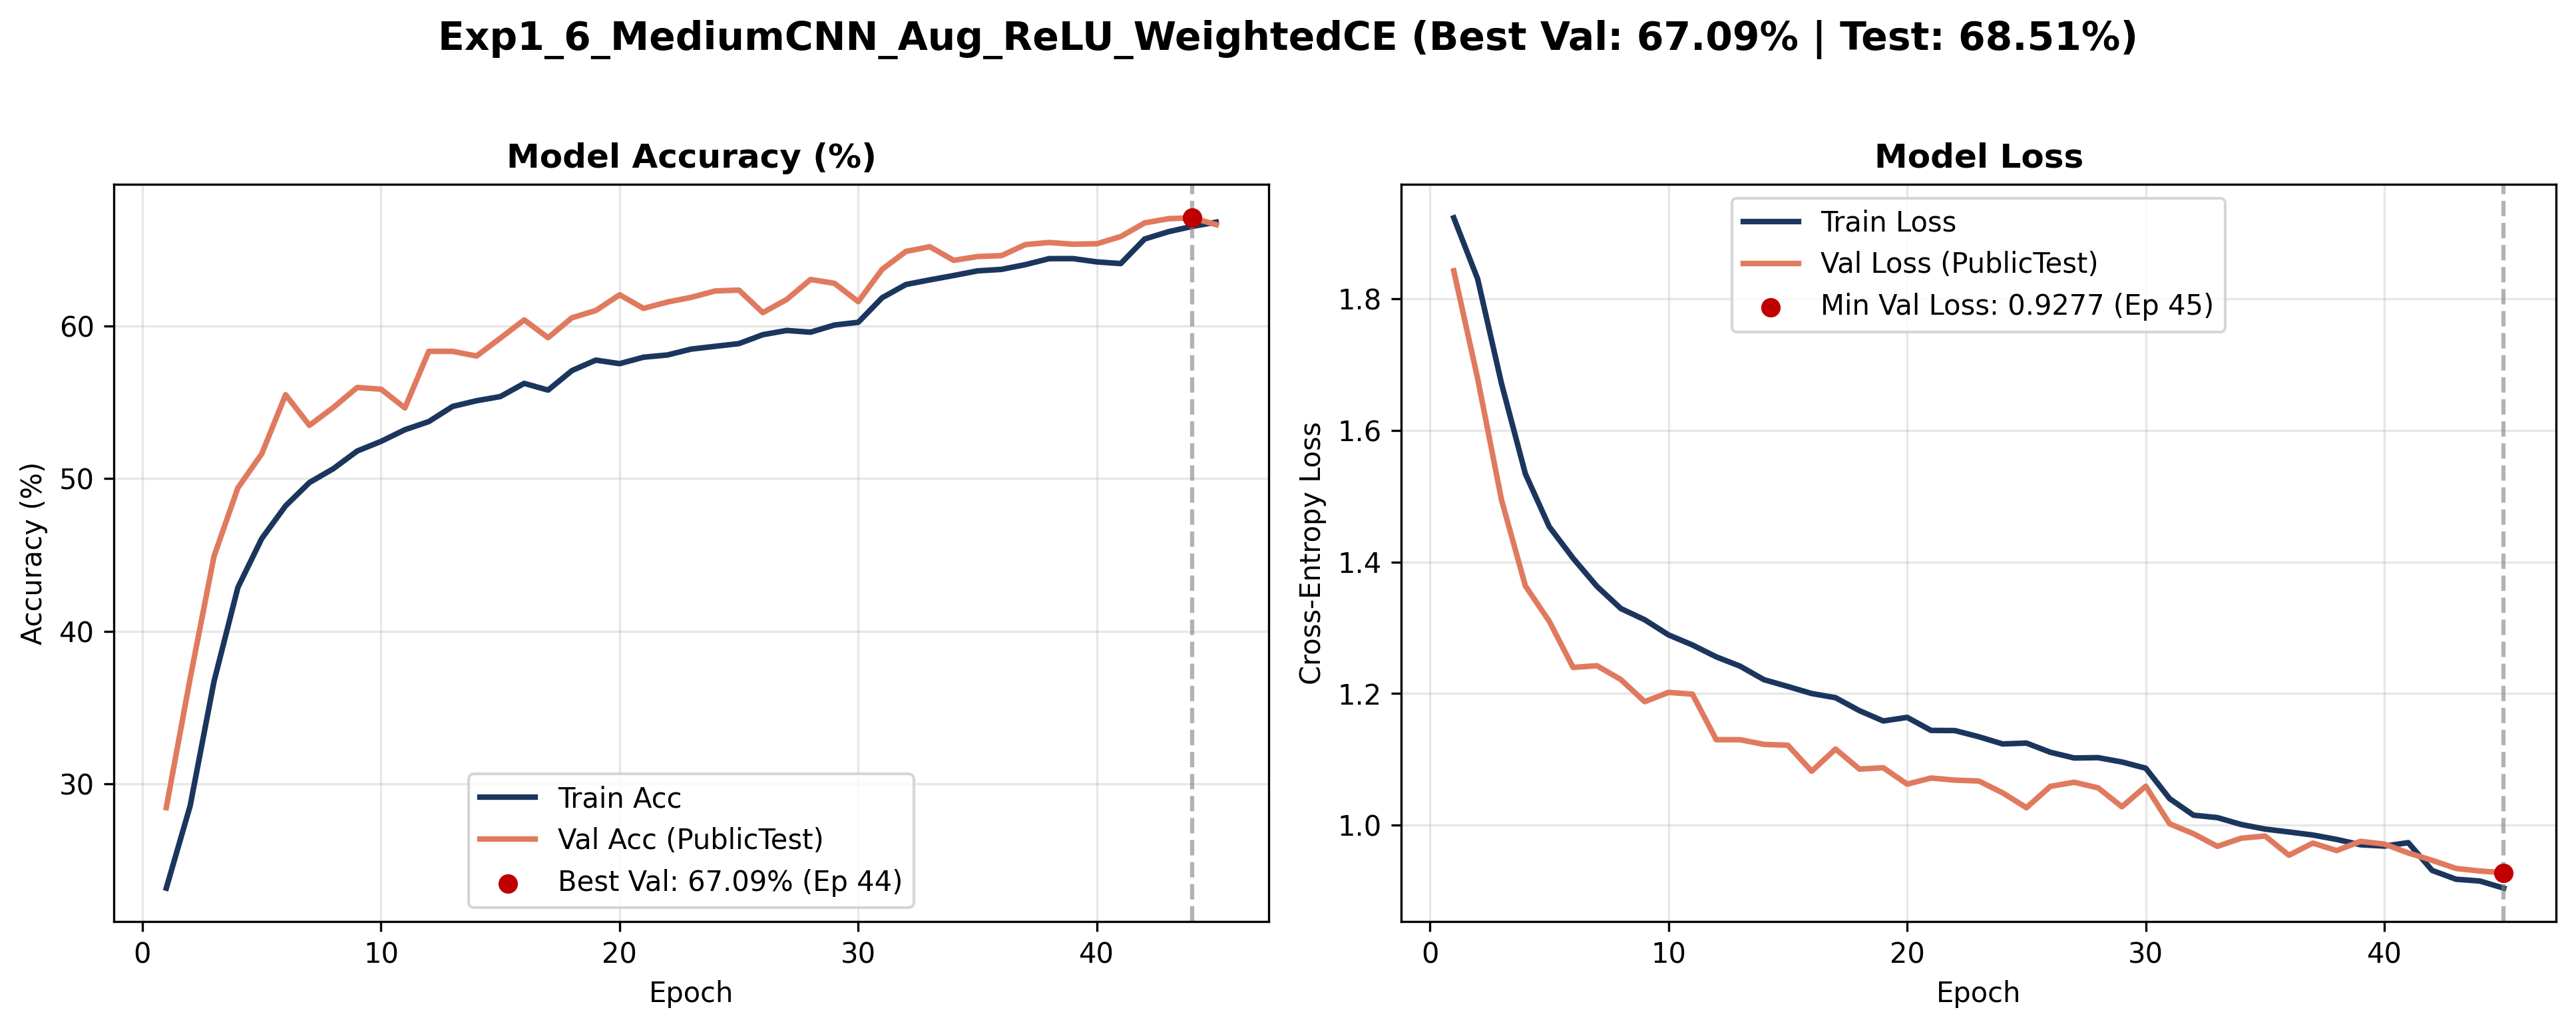 Exp1_6_MediumCNN_Aug_ReLU_WeightedCE (Best Val: 67.09% | Test: 68.51%)
Model Accuracy (%)
Accuracy (%)
60
50
40
30
Train Acc
Val Acc (PublicTest)
Best Val: 67.09% (Ep 44)
0 10 20 30 40
Epoch
Model Loss
Cross-Entropy Loss
Train Loss
Val Loss (PublicTest)
Min Val Loss: 0.9277 (Ep 45)
1.8
1.6
1.4
1.2
1.0
0 10 20 30 40
Epoch